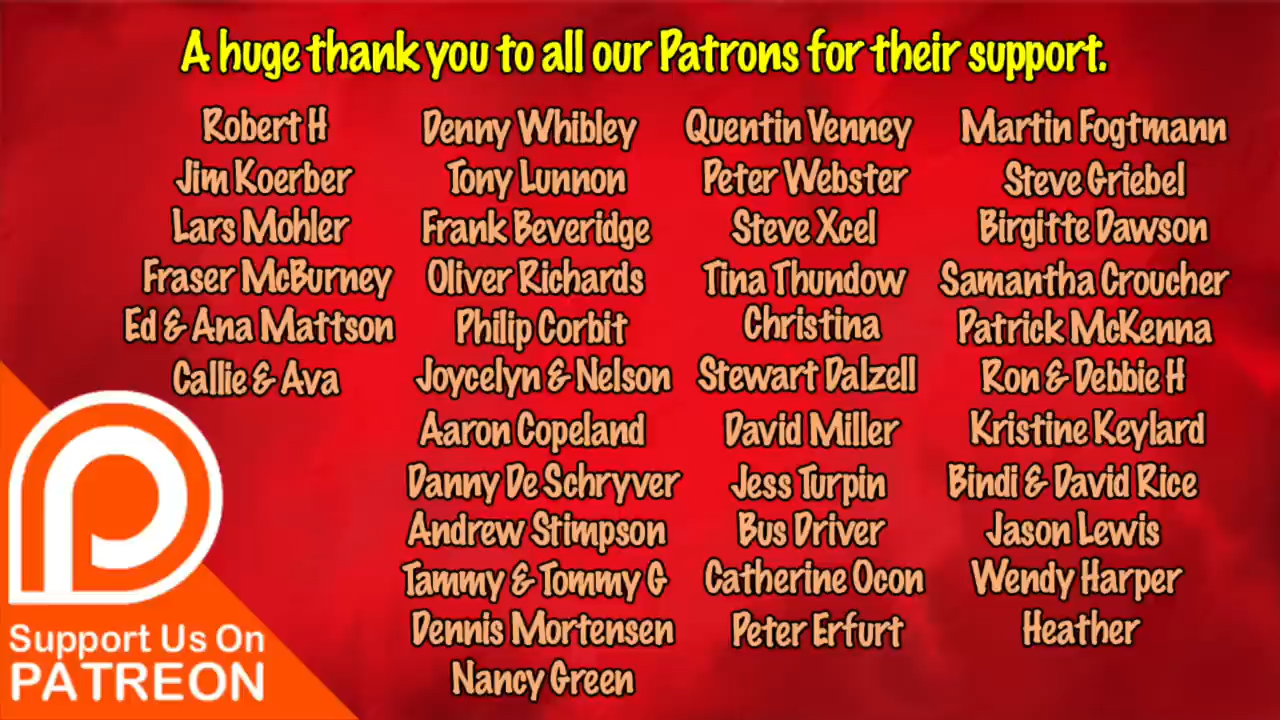 A huge thank you to all our Patrons for their support.
Robert H
Jim Koerber
Lars Mohler
Fraser McBurney
Ed & Ana Mattson
Callie & Ava
Denny Whibley
Tony Lunnon
Frank Beveridge
Oliver Richards
Philip Corbit
Joycelyn & Nelson
Aaron Copeland
Danny De Schryver
Andrew Stimpson
Tammy & Tommy G
Dennis Mortensen
Nancy Green
Quentin Venney
Peter Webster
Steve Xcel
Tina Thundow
Christina
Stewart Dalzell
David Miller
Jess Turpin
Bus Driver
Catherine Ocon
Peter Erfurt
Martin Fogtmann
Steve Griebel
Birgitte Dawson
Samantha Croucher
Patrick McKenna
Ron & Debbie H
Kristine Keylard
Bindi & David Rice
Jason Lewis
Wendy Harper
Heather
Support Us On
PATREON